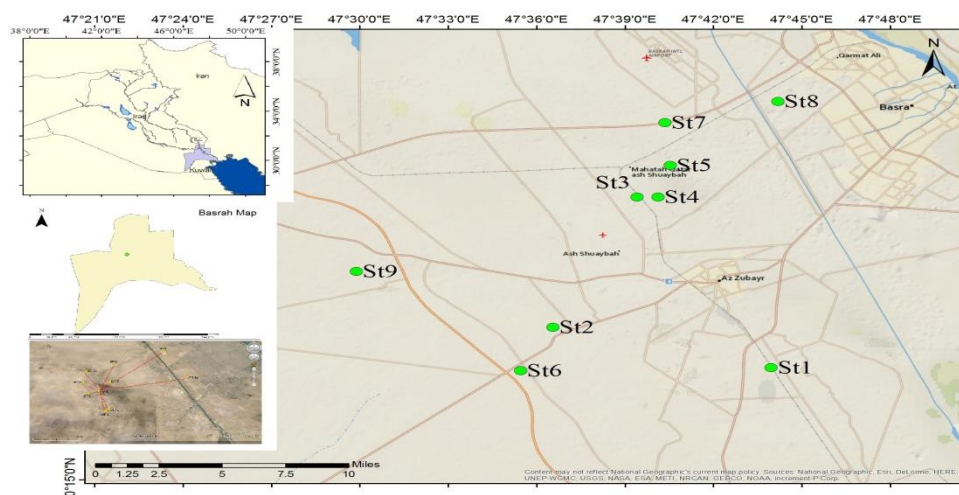 47°21'0"E 47°24'0"E 47°27'0"E 47°30'0"E 47°33'0"E 47°36'0"E 47°39'0"E 47°42'0"E 47°45'0"E 47°48'0"E
38°0'0"E 42°0'0"E 46°0'0"E 50°0'0"E
Iran
N
Iraq
Kuwait
N
Basrah Map
AIRPORT
Qarmat Ali
N
Basra
St8
St7
St5
Mahatat
ash Shuaybah
St3
St4
Ash Shuaybah
St9
Az Zubayr
St2
St6
St1
Miles
0 1.25 2.5 5 7.5 10
Content may not reflect National Geographic's current map policy. Sources: National Geographic, Esri, DeLorme, HERE,
UNEP-WCMC, USGS, NASA, ESA, METI, NRCAN, GEBCO, NOAA, increment P Corp.